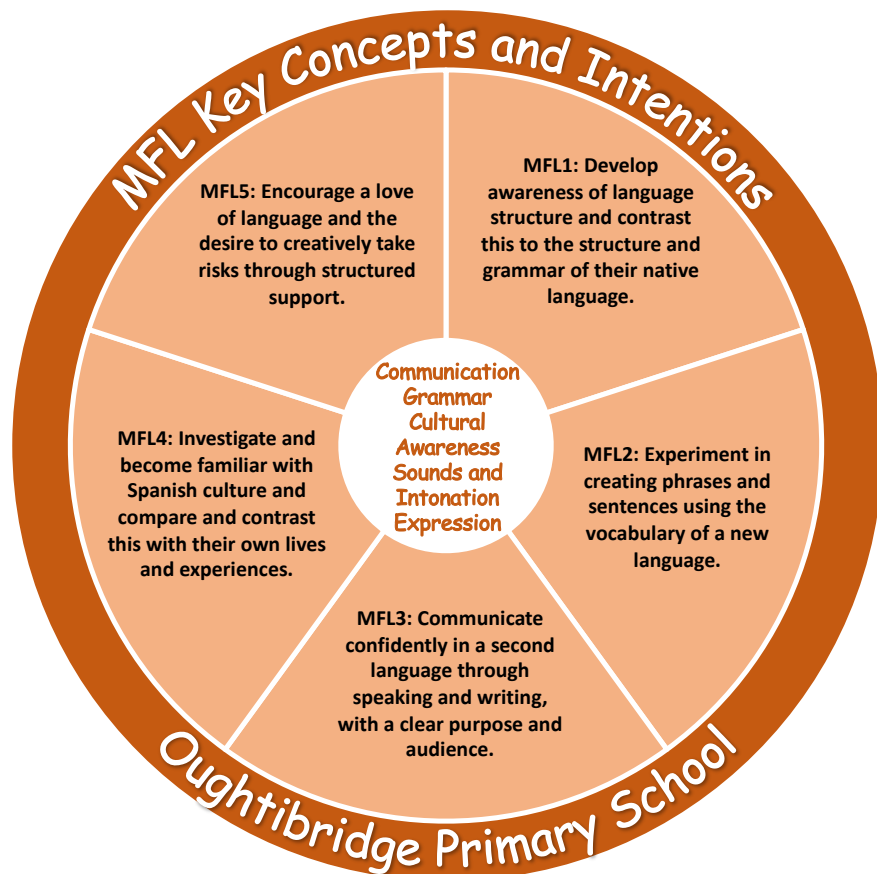 MFL Key Concepts and Intentions
MFL1: Develop
awareness of language
structure and contrast
this to the structure and
grammar of their native
language.
MFL2: Experiment in
creating phrases and
sentences using the
vocabulary of a new
language.
MFL3: Communicate
confidently in a second
language through
speaking and writing,
with a clear purpose and
audience.
MFL4: Investigate and
become familiar with
Spanish culture and
compare and contrast
this with their own lives
and experiences.
MFL5: Encourage a love
of language and the
desire to creatively take
risks through structured
support.
Communication
Grammar
Cultural
Awareness
Sounds and
Intonation
Expression
Oughtibridge Primary School